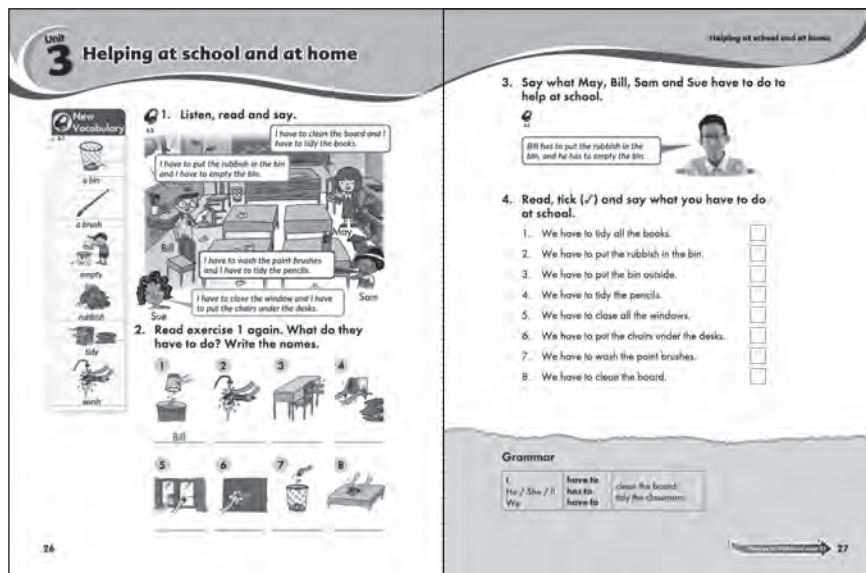 Unit
3
Helping at school and at home
New
Vocabulary
a bin
a brush
empty
rubbish
tidy
wash
1. Listen, read and say.
I have to clean the board and I
have to tidy the books.
I have to put the rubbish in the bin
and I have to empty the bin.
May
Bill
I have to wash the paint brushes
and I have to tidy the pencils.
Sam
I have to close the window and I have
to put the chairs under the desks.
Sue
2. Read exercise 1 again. What do they
have to do? Write the names.
1 2 3 4
Bill
5 6 7 8
26
Helping at school and at home
3. Say what May, Bill, Sam and Sue have to do to
help at school.
Bill has to put the rubbish in the
bin, and he has to empty the bin.
4. Read, tick (✓) and say what you have to do
at school.
1. We have to tidy all the books.
2. We have to put the rubbish in the bin.
3. We have to put the bin outside.
4. We have to tidy the pencils.
5. We have to close all the windows.
6. We have to put the chairs under the desks.
7. We have to wash the paint brushes.
8. We have to clean the board.
Grammar
I have to
He / She / It has to clean the board.
We have to tidy the classroom.
27